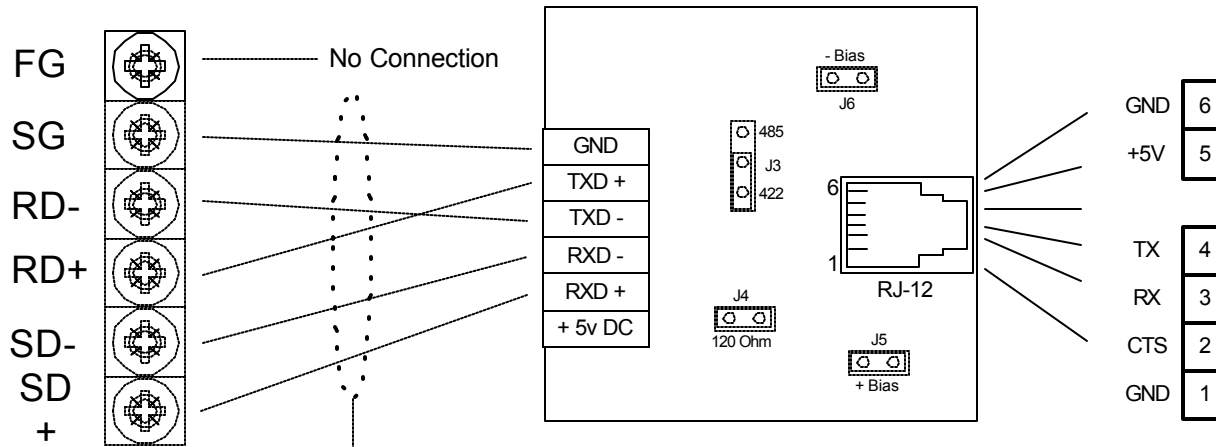 FG
SG
RD-
RD+
SD-
SD
+
No Connection
GND
TXD +
TXD -
RXD -
RXD +
+ 5v DC
- Bias
J6
485
J3
422
6
1
RJ-12
J4
120 Ohm
J5
+ Bias
GND 6
+5V 5
TX 4
RX 3
CTS 2
GND 1